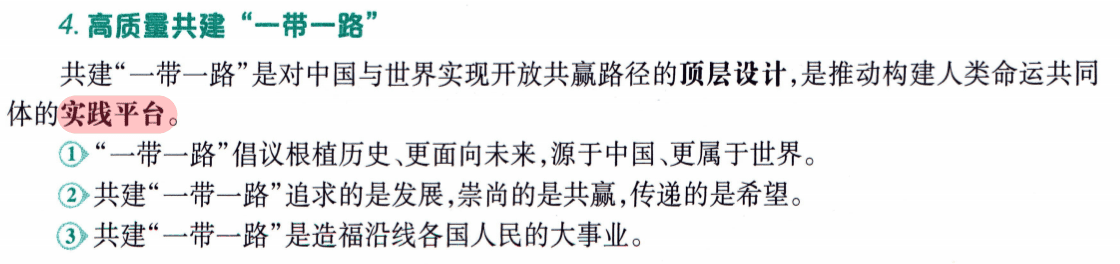 4. 高质量共建“一带一路”
共建“一带一路”是对中国与世界实现开放共赢路径的顶层设计,是推动构建人类命运共同
体的实践平台。
① “一带一路”倡议根植历史、更面向未来,源于中国、更属于世界。
② 共建“一带一路”追求的是发展,崇尚的是共赢,传递的是希望。
③ 共建“一带一路”是造福沿线各国人民的大事业。